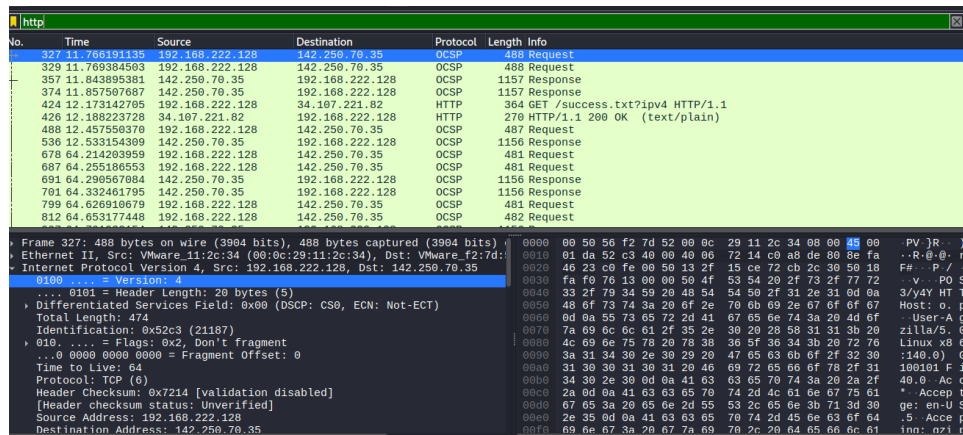 http
No. Time Source Destination Protocol Length Info
327 11.766191135 192.168.222.128 142.250.70.35 OCSP 488 Request
329 11.769384503 192.168.222.128 142.250.70.35 OCSP 488 Request
357 11.843895381 142.250.70.35 192.168.222.128 OCSP 1157 Response
374 11.857507687 142.250.70.35 192.168.222.128 OCSP 1157 Response
424 12.173142705 192.168.222.128 34.107.221.82 HTTP 364 GET /success.txt?ipv4 HTTP/1.1
426 12.188223728 34.107.221.82 192.168.222.128 HTTP 270 HTTP/1.1 200 OK (text/plain)
488 12.457550370 192.168.222.128 142.250.70.35 OCSP 487 Request
536 12.533154309 142.250.70.35 192.168.222.128 OCSP 1156 Response
678 64.214203959 192.168.222.128 142.250.70.35 OCSP 481 Request
687 64.255186553 192.168.222.128 142.250.70.35 OCSP 481 Request
691 64.290567084 142.250.70.35 192.168.222.128 OCSP 1156 Response
701 64.332461795 142.250.70.35 192.168.222.128 OCSP 1156 Response
799 64.626910679 192.168.222.128 142.250.70.35 OCSP 481 Request
812 64.653177448 192.168.222.128 142.250.70.35 OCSP 482 Request
Frame 327: 488 bytes on wire (3904 bits), 488 bytes captured (3904 bits)
Ethernet II, Src: VMware_11:2c:34 (00:0c:29:11:2c:34), Dst: VMware_f2:7d:
Internet Protocol Version 4, Src: 192.168.222.128, Dst: 142.250.70.35
0100 .... = Version: 4
.... 0101 = Header Length: 20 bytes (5)
Differentiated Services Field: 0x00 (DSCP: CS0, ECN: Not-ECT)
Total Length: 474
Identification: 0x52c3 (21187)
010. .... = Flags: 0x2, Don't fragment
...0 0000 0000 0000 = Fragment Offset: 0
Time to Live: 64
Protocol: TCP (6)
Header Checksum: 0x7214 [validation disabled]
[Header checksum status: Unverified]
Source Address: 192.168.222.128
Destination Address: 142.250.70.35
0000 00 50 56 f2 7d 52 00 0c 29 11 2c 34 08 00 45 00 ·PV·}R·· )
0010 01 da 52 c3 40 00 40 06 72 14 c0 a8 de 80 8e fa ··R·@·@· r
0020 46 23 c0 fe 00 50 13 2f 15 ce 72 cb 2c 30 50 18 F#···P·/ ·
0030 fa f0 76 13 00 00 50 4f 53 54 20 2f 73 2f 77 72 ··v···PO S
0040 33 2f 79 34 59 20 48 54 54 50 2f 31 2e 31 0d 0a 3/y4Y HT T
0050 48 6f 73 74 3a 20 6f 2e 70 6b 69 2e 67 6f 6f 67 Host: o. p
0060 0d 0a 55 73 65 72 2d 41 67 65 6e 74 3a 20 4d 6f ··User-A g
0070 7a 69 6c 6c 61 2f 35 2e 30 20 28 58 31 31 3b 20 zilla/5. 0
0080 4c 69 6e 75 78 20 78 38 36 5f 36 34 3b 20 72 76 Linux x8 6
0090 3a 31 34 30 2e 30 29 20 47 65 63 6b 6f 2f 32 30 :140.0) G
00a0 31 30 30 31 30 31 20 46 69 72 65 66 6f 78 2f 31 100101 F i
00b0 34 30 2e 30 0d 0a 41 63 63 65 70 74 3a 20 2a 2f 40.0··Ac c
00c0 2a 0d 0a 41 63 63 65 70 74 2d 4c 61 6e 67 75 61 *··Accep t
00d0 67 65 3a 20 65 6e 2d 55 53 2c 65 6e 3b 71 3d 30 ge: en-U S
00e0 2e 35 0d 0a 41 63 63 65 70 74 2d 45 6e 63 6f 64 .5··Acce p
00f0 69 6e 67 3a 20 67 7a 69 70 2c 20 64 65 66 6c 61 ing: gzi p